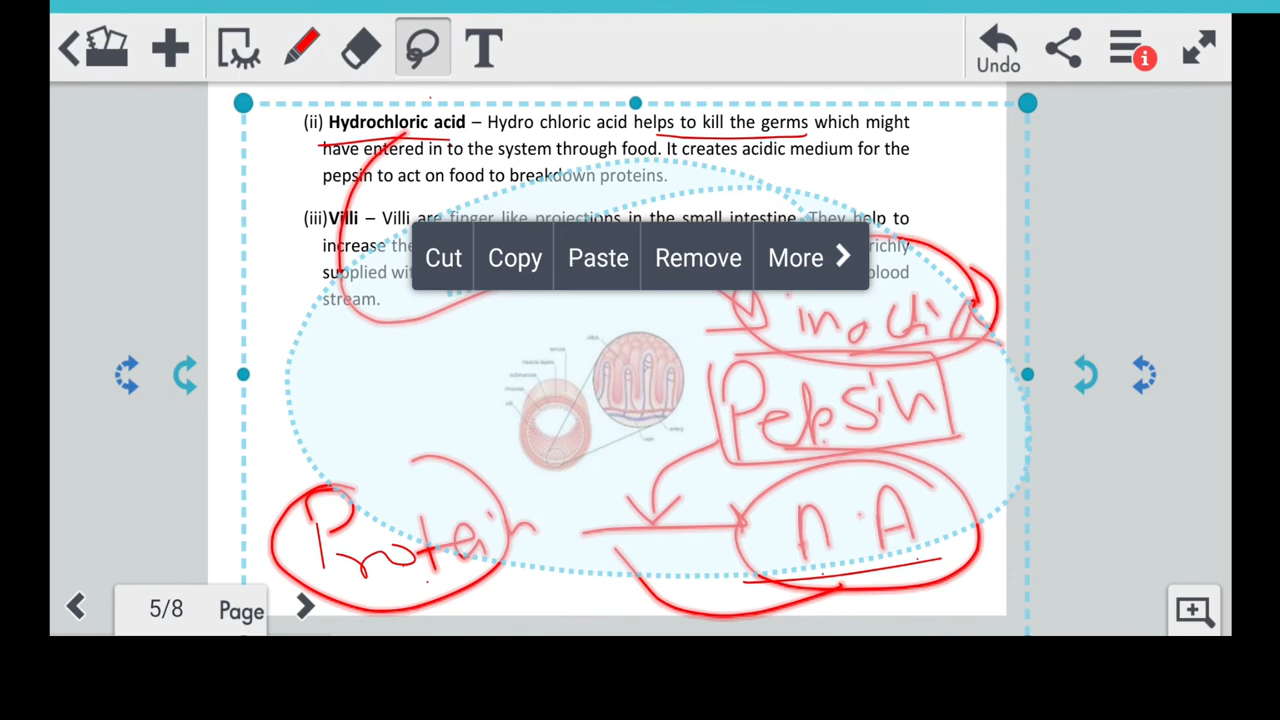 T
Undo
i
(ii) Hydrochloric acid – Hydro chloric acid helps to kill the germs which might
have entered in to the system through food. It creates acidic medium for the
pepsin to act on food to breakdown proteins.
(iii)Villi – Villi are finger like projections in the small intestine. They help to
increase the richly
supplied wi blood
stream.
Cut Copy Paste Remove More
Pepsin
Protein n.A
5/8 Page